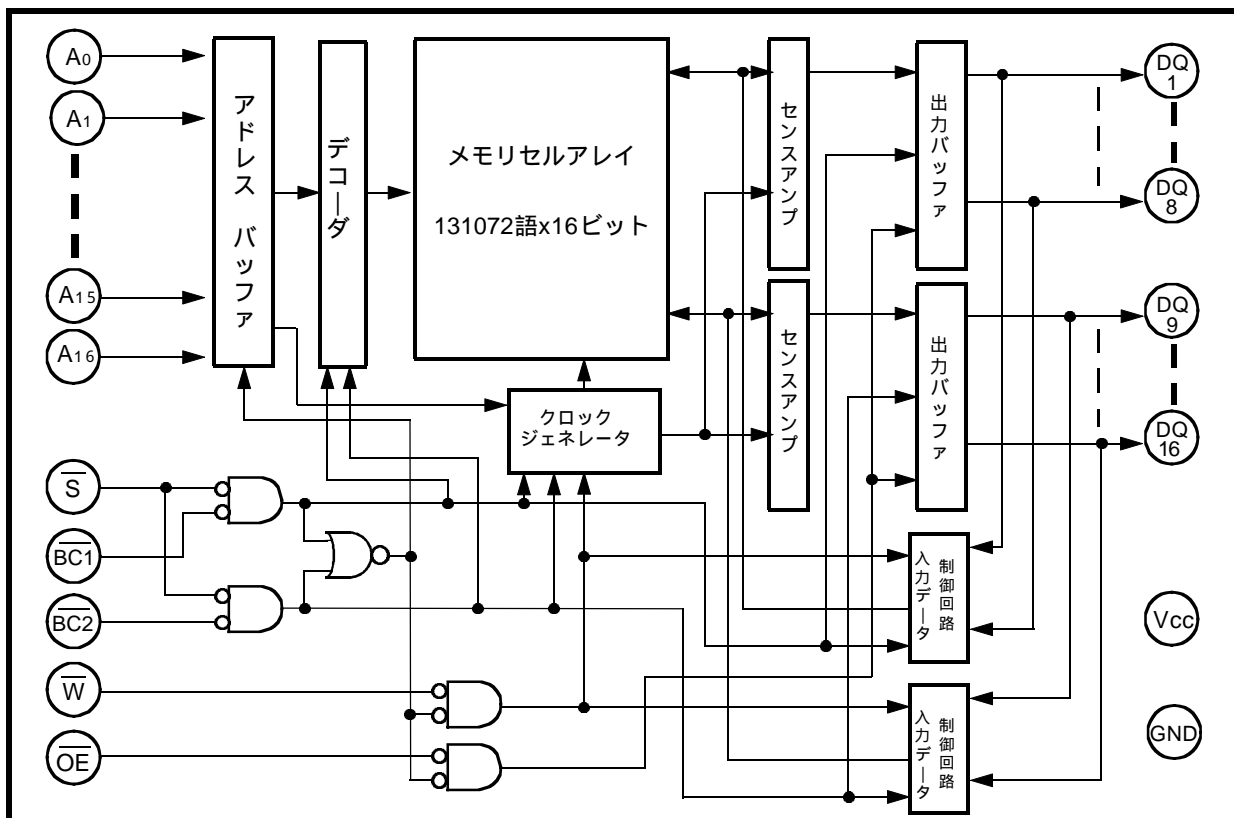 A0
A1
A15
A16
アドレス バッファ
デコーダ
メモリセルアレイ
131072語x16ビット
クロック
ジェネレータ
センスアンプ
出力バッファ
センスアンプ
出力バッファ
DQ
1
DQ
8
DQ
9
DQ
16
S
BC1
BC2
W
OE
入力データ
制御回路
入力データ
制御回路
Vcc
GND